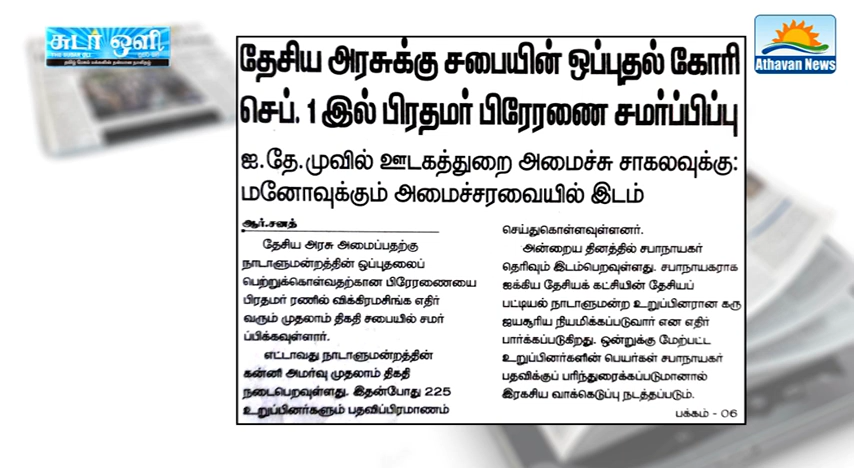 சுடர் ஒளி
Athavan News
தேசிய அரசுக்கு சபையின் ஒப்புதல் கோரி
செப். 1 இல் பிரதமர் பிரேரணை சமர்ப்பிப்பு
ஐ.தே.முவில் ஊடகத்துறை அமைச்சு சாகலவுக்கு:
மனோவுக்கும் அமைச்சரவையில் இடம்
ஆர்.சனத்
தேசிய அரசு அமைப்பதற்கு
நாடாளுமன்றத்தின் ஒப்புதலைப்
பெற்றுக்கொள்வதற்கான பிரேரணையை
பிரதமர் ரணில் விக்கிரமசிங்க எதிர்
வரும் முதலாம் திகதி சபையில் சமர்
ப்பிக்கவுள்ளார்.
எட்டாவது நாடாளுமன்றத்தின்
கன்னி அமர்வு முதலாம் திகதி
நடைபெறவுள்ளது. இதன்போது 225
உறுப்பினர்களும் பதவிப்பிரமாணம்
செய்துகொள்ளவுள்ளனர்.
அன்றைய தினத்தில் சபாநாயகர்
தெரிவும் இடம்பெறவுள்ளது. சபாநாயகராக
ஐக்கிய தேசியக் கட்சியின் தேசியப்
பட்டியல் நாடாளுமன்ற உறுப்பினரான கரு
ஜயசூரிய நியமிக்கப்படுவார் என எதிர்
பார்க்கப்படுகிறது. ஒன்றுக்கு மேற்பட்ட
உறுப்பினர்களின் பெயர்கள் சபாநாயகர்
பதவிக்குப் பரிந்துரைக்கப்படுமானால்
இரகசிய வாக்கெடுப்பு நடத்தப்படும்.
பக்கம் - 06